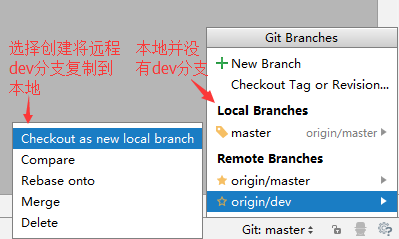 选择创建将远程
dev分支复制到
本地
本地并没
有dev分支
Git Branches
New Branch
Checkout Tag or Revision...
Local Branches
master origin/master
Remote Branches
origin/master
origin/dev
Checkout as new local branch
Compare
Rebase onto
Merge
Delete
Git: master